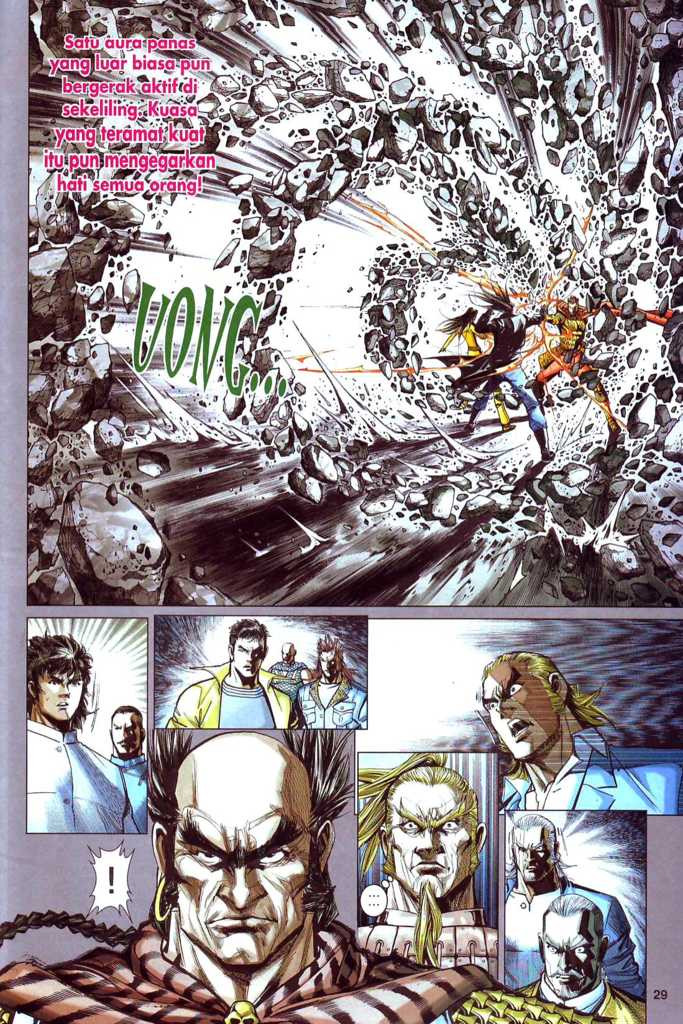 Satu aura panas
yang luar biasa pun
bergerak aktif di
sekeliling. Kuasa
yang teramat kuat
itu pun mengegarkan
hati semua orang!
UONG...
!
...
...
29